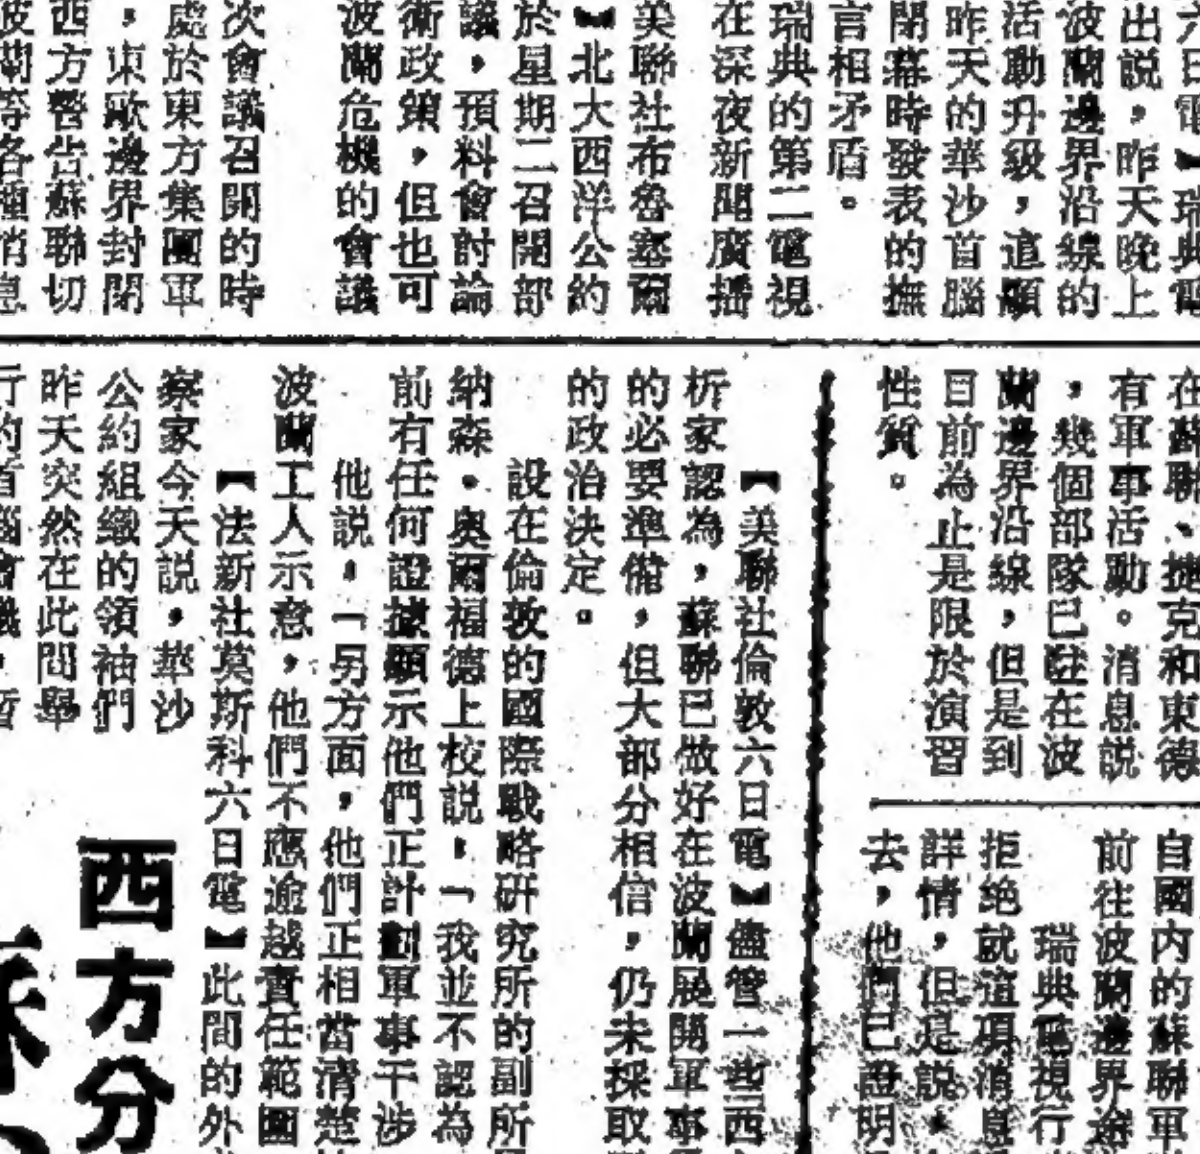 六日電】瑞典電
出說，昨天晚上
波蘭邊界沿線的
活動升級，這顯
昨天的華沙首腦
閉幕時發表的撫
言相矛盾。
瑞典的第二電視
在深夜新聞廣播
美聯社布魯塞爾
】北大西洋公約
於星期二召開部
議，預料會討論
衛政策，但也可
波蘭危機的會議
次會議召開的時
處於東方集團軍
，東歐邊界封閉
西方警告蘇聯切
波蘭等各種消息
在蘇聯、捷克和東德
有軍事活動。消息說
，幾個部隊已駐在波
蘭邊界沿線，但是到
目前為止是限於演習
性質。
自國內的蘇聯軍
前往波蘭邊界途
瑞典電視行
拒絕就這項消息
詳情，但是說，
去，他們已證明
【美聯社倫敦六日電】儘管一些西
析家認為，蘇聯已做好在波蘭展開軍事
的必要準備，但大部分相信，仍未採取
的政治決定。
設在倫敦的國際戰略研究所的副所
納森・奧爾福德上校說，「我並不認為
前有任何證據顯示他們正計劃軍事干涉
他說，「另方面，他們正相當清楚
波蘭工人示意，他們不應逾越責任範圍
【法新社莫斯科六日電】此間的外
察家今天說，華沙
公約組織的領袖們
昨天突然在此間舉
行的首腦會議，暫
西方分